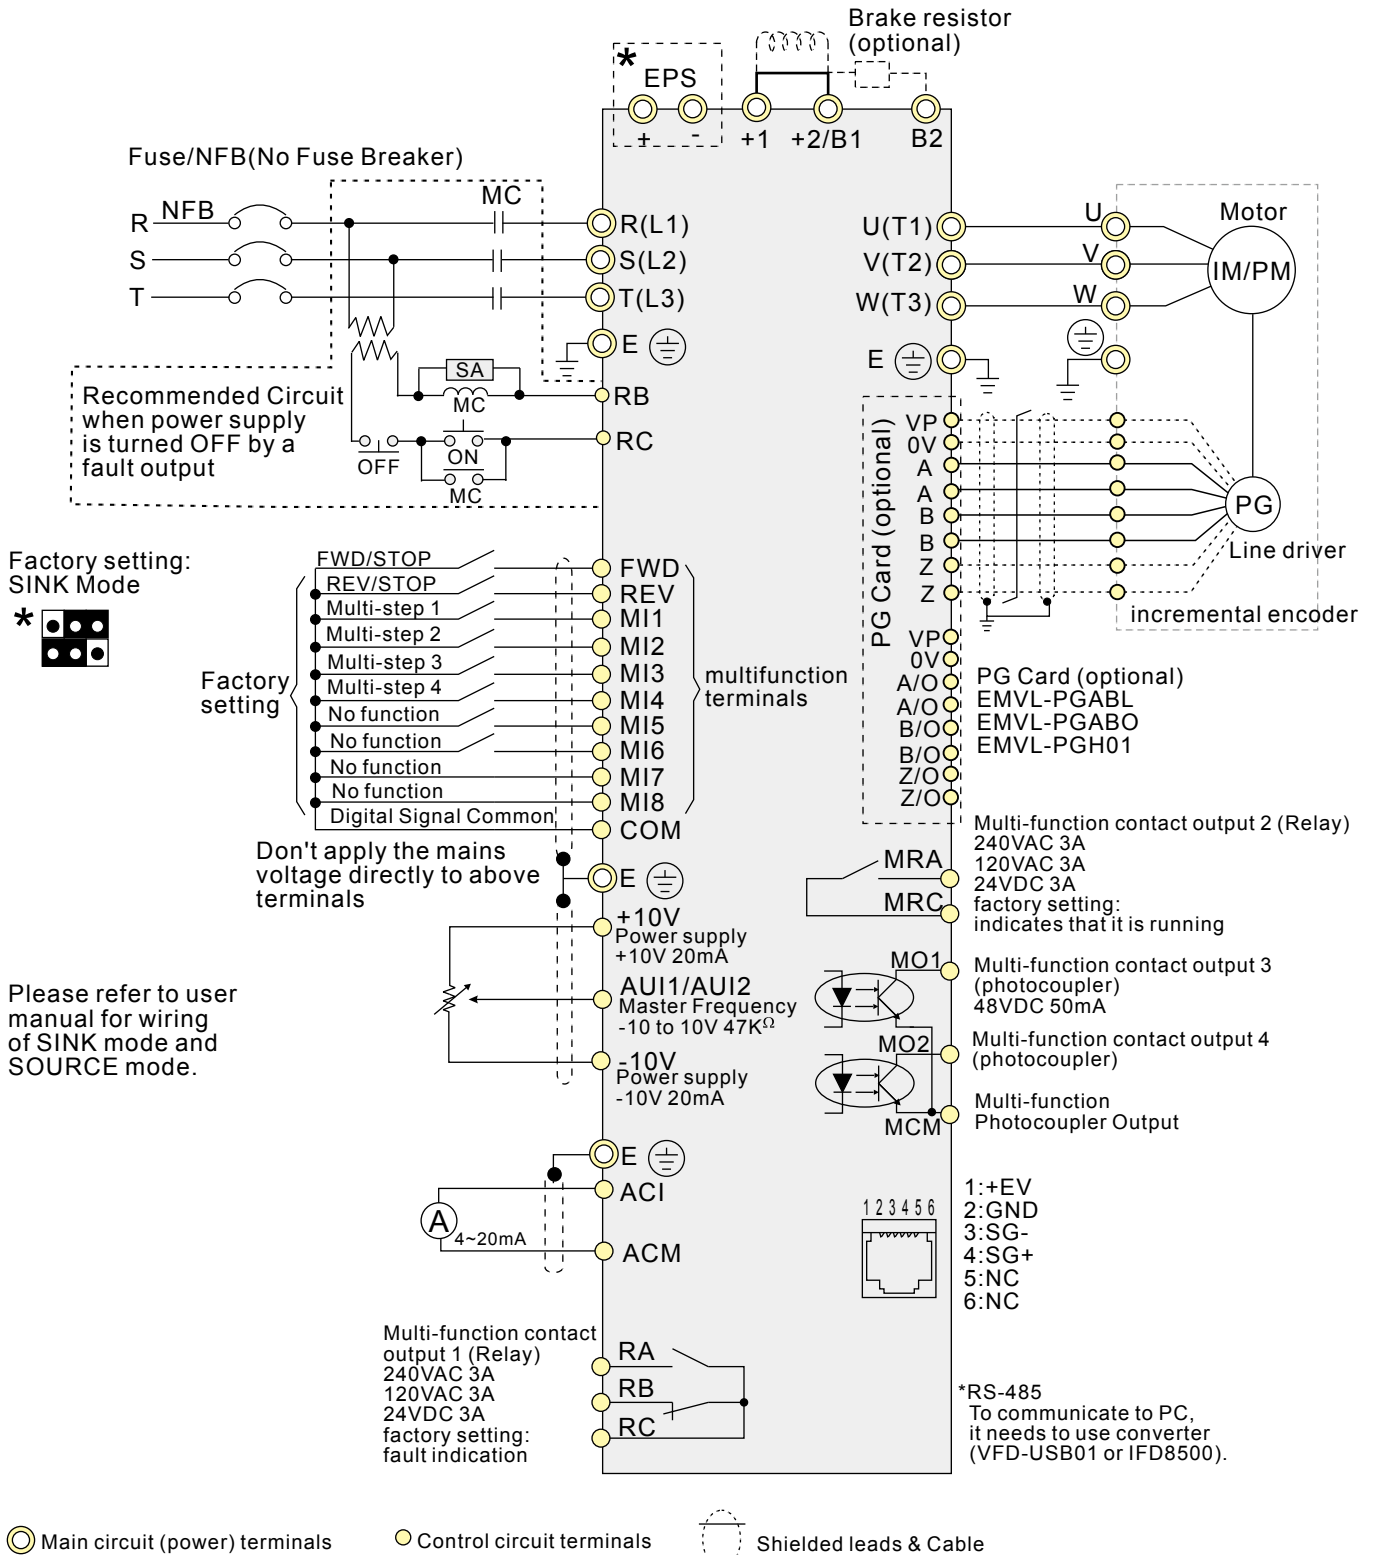 Brake resistor
(optional)
*
EPS
+
-
+1
+2/B1
B2
Fuse/NFB(No Fuse Breaker)
MC
R
NFB
R(L1)
S
S(L2)
T
T(L3)
E
SA
MC
RB
Recommended Circuit
when power supply
is turned OFF by a
fault output
OFF
ON
MC
RC
U(T1)
U
Motor
V(T2)
V
IM/PM
W(T3)
W
E
PG Card (optional)
VP
0V
A
A
B
B
Z
Z
PG
Line driver
incremental encoder
VP
0V
A/O
A/O
B/O
B/O
Z/O
Z/O
PG Card (optional)
EMVL-PGABL
EMVL-PGABO
EMVL-PGH01
Factory setting:
SINK Mode
*
Factory
setting
FWD/STOP
FWD
REV/STOP
REV
Multi-step 1
MI1
Multi-step 2
MI2
Multi-step 3
MI3
Multi-step 4
MI4
No function
MI5
No function
MI6
No function
MI7
No function
MI8
Digital Signal Common
COM
multifunction
terminals
Don't apply the mains
voltage directly to above
terminals
E
+10V
Power supply
+10V 20mA
AUI1/AUI2
Master Frequency
-10 to 10V 47KΩ
-10V
Power supply
-10V 20mA
Please refer to user
manual for wiring
of SINK mode and
SOURCE mode.
E
ACI
A
4~20mA
ACM
MRA
MRC
Multi-function contact output 2 (Relay)
240VAC 3A
120VAC 3A
24VDC 3A
factory setting:
indicates that it is running
MO1
Multi-function contact output 3
(photocoupler)
48VDC 50mA
MO2
Multi-function contact output 4
(photocoupler)
MCM
Multi-function
Photocoupler Output
1 2 3 4 5 6
1:+EV
2:GND
3:SG-
4:SG+
5:NC
6:NC
Multi-function contact
output 1 (Relay)
240VAC 3A
120VAC 3A
24VDC 3A
factory setting:
fault indication
RA
RB
RC
*RS-485
To communicate to PC,
it needs to use converter
(VFD-USB01 or IFD8500).
Main circuit (power) terminals
Control circuit terminals
Shielded leads & Cable